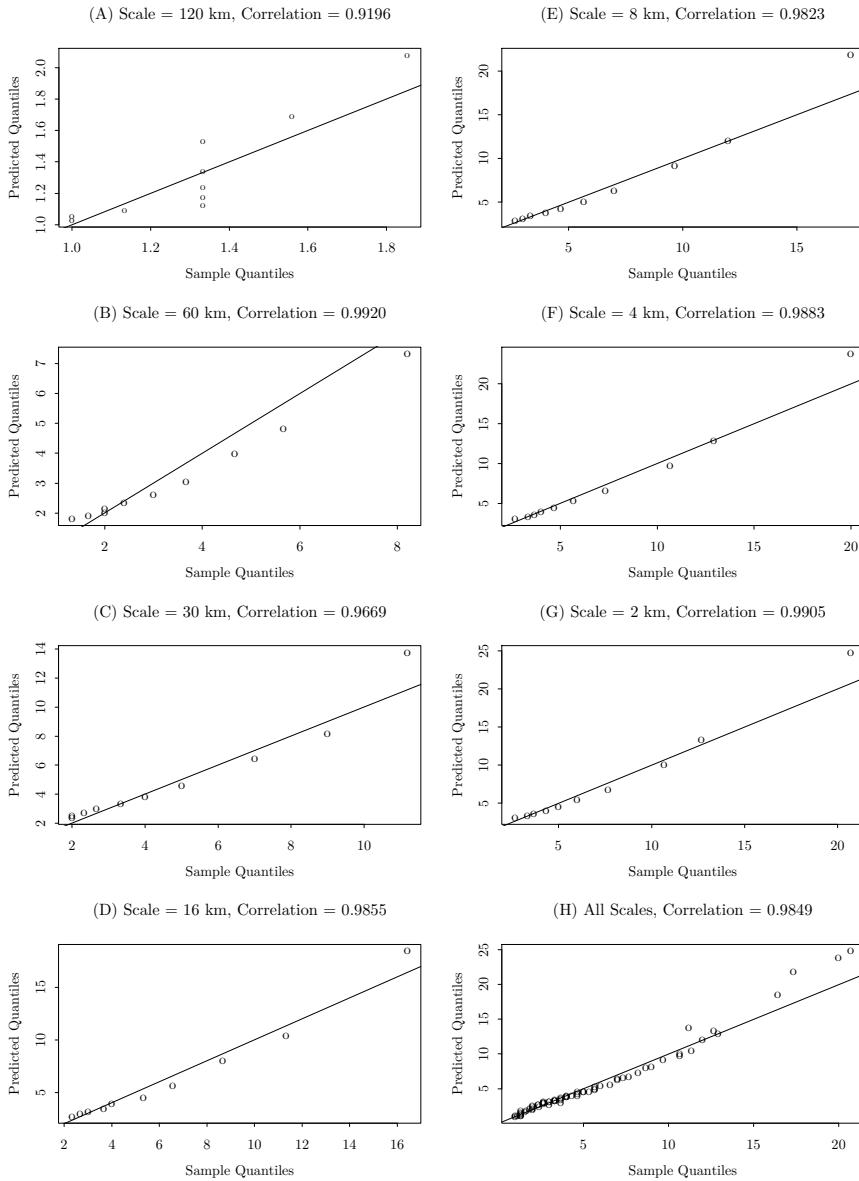 (A) Scale = 120 km, Correlation = 0.9196
Predicted Quantiles
1.0 1.2 1.4 1.6 1.8 2.0
1.0 1.2 1.4 1.6 1.8
Sample Quantiles
(B) Scale = 60 km, Correlation = 0.9920
Predicted Quantiles
2 3 4 5 6 7
2 4 6 8
Sample Quantiles
(C) Scale = 30 km, Correlation = 0.9669
Predicted Quantiles
2 4 6 8 10 12 14
2 4 6 8 10
Sample Quantiles
(D) Scale = 16 km, Correlation = 0.9855
Predicted Quantiles
5 10 15
2 4 6 8 10 12 14 16
Sample Quantiles
(E) Scale = 8 km, Correlation = 0.9823
Predicted Quantiles
5 10 15 20
5 10 15
Sample Quantiles
(F) Scale = 4 km, Correlation = 0.9883
Predicted Quantiles
5 10 15 20
5 10 15 20
Sample Quantiles
(G) Scale = 2 km, Correlation = 0.9905
Predicted Quantiles
5 10 15 20 25
5 10 15 20
Sample Quantiles
(H) All Scales, Correlation = 0.9849
Predicted Quantiles
5 10 15 20 25
5 10 15 20
Sample Quantiles